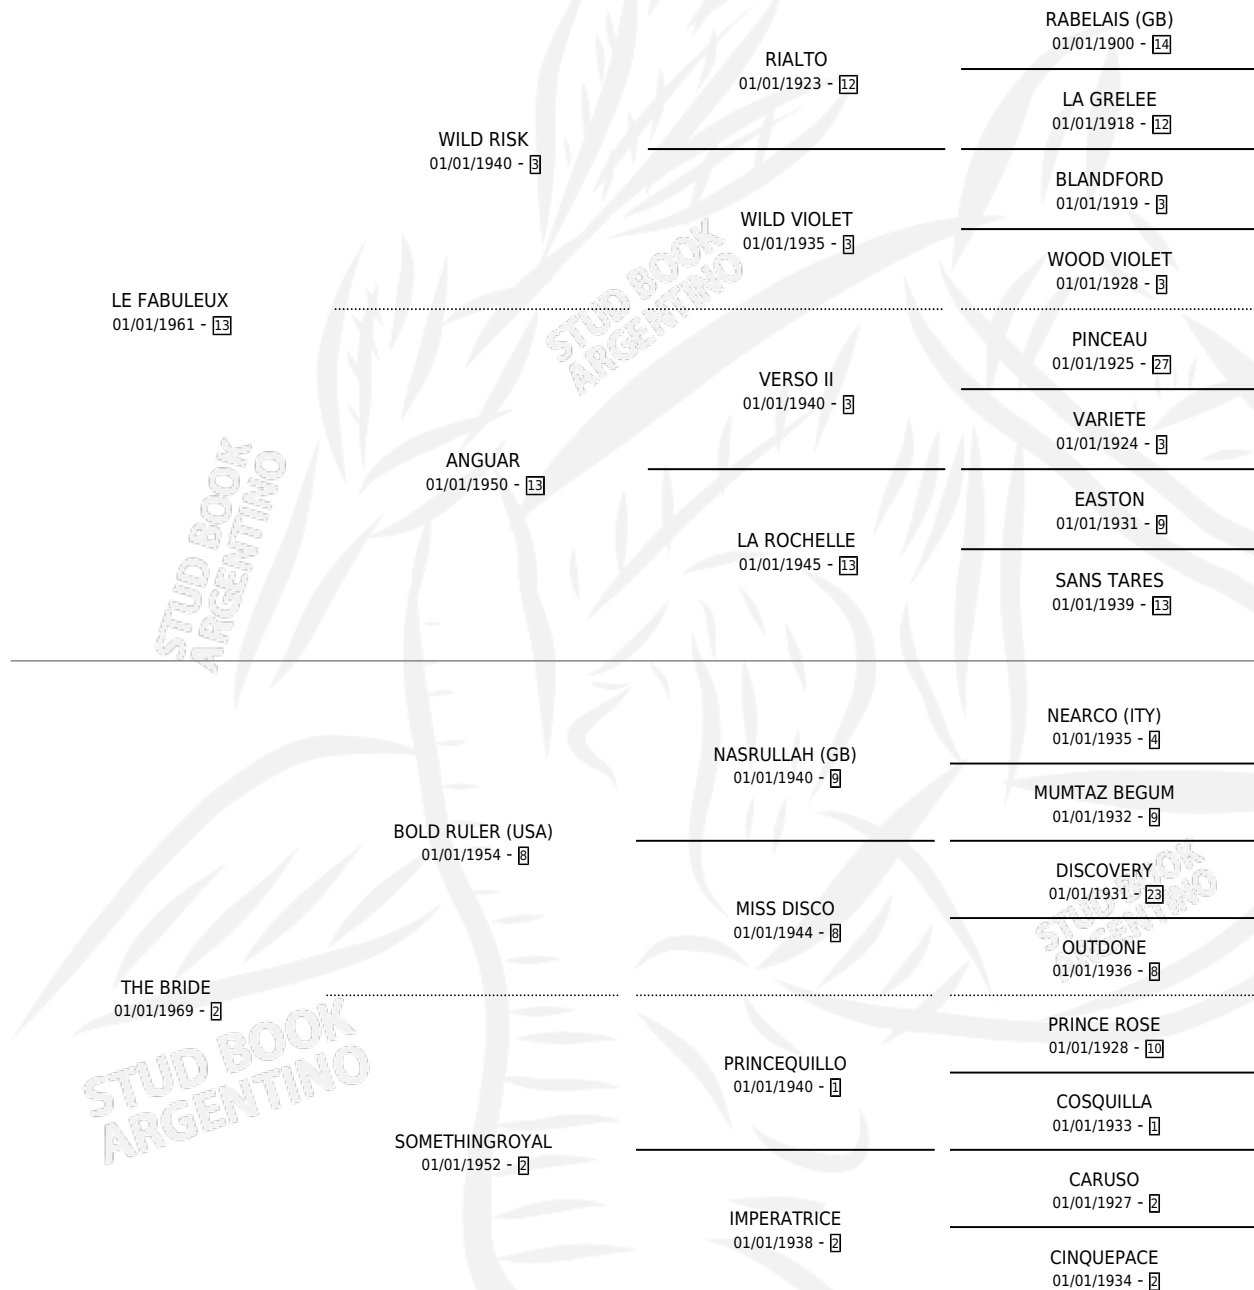 RABELAIS (GB)
01/01/1900 - 14
RIALTO
01/01/1923 - 12
LA GRELEE
01/01/1918 - 12
WILD RISK
01/01/1940 - 3
BLANDFORD
01/01/1919 - 3
WILD VIOLET
01/01/1935 - 3
WOOD VIOLET
01/01/1928 - 3
LE FABULEUX
01/01/1961 - 13
PINCEAU
01/01/1925 - 27
VERSO II
01/01/1940 - 3
VARIETE
01/01/1924 - 3
ANGUAR
01/01/1950 - 13
EASTON
01/01/1931 - 9
LA ROCHELLE
01/01/1945 - 13
SANS TARES
01/01/1939 - 13
STUD BOOK
ARGENTINO
STUD BOOK
ARGENTINO
NEARCO (ITY)
01/01/1935 - 4
NASRULLAH (GB)
01/01/1940 - 9
MUMTAZ BEGUM
01/01/1932 - 9
BOLD RULER (USA)
01/01/1954 - 8
DISCOVERY
01/01/1931 - 23
MISS DISCO
01/01/1944 - 8
OUTDONE
01/01/1936 - 8
THE BRIDE
01/01/1969 - 2
PRINCE ROSE
01/01/1928 - 10
PRINCEQUILLO
01/01/1940 - 1
COSQUILLA
01/01/1933 - 1
SOMETHINGROYAL
01/01/1952 - 2
CARUSO
01/01/1927 - 2
IMPERATRICE
01/01/1938 - 2
CINQUEPACE
01/01/1934 - 2
STUD BOOK
ARGENTINO
STUD BOOK
ARGENTINO